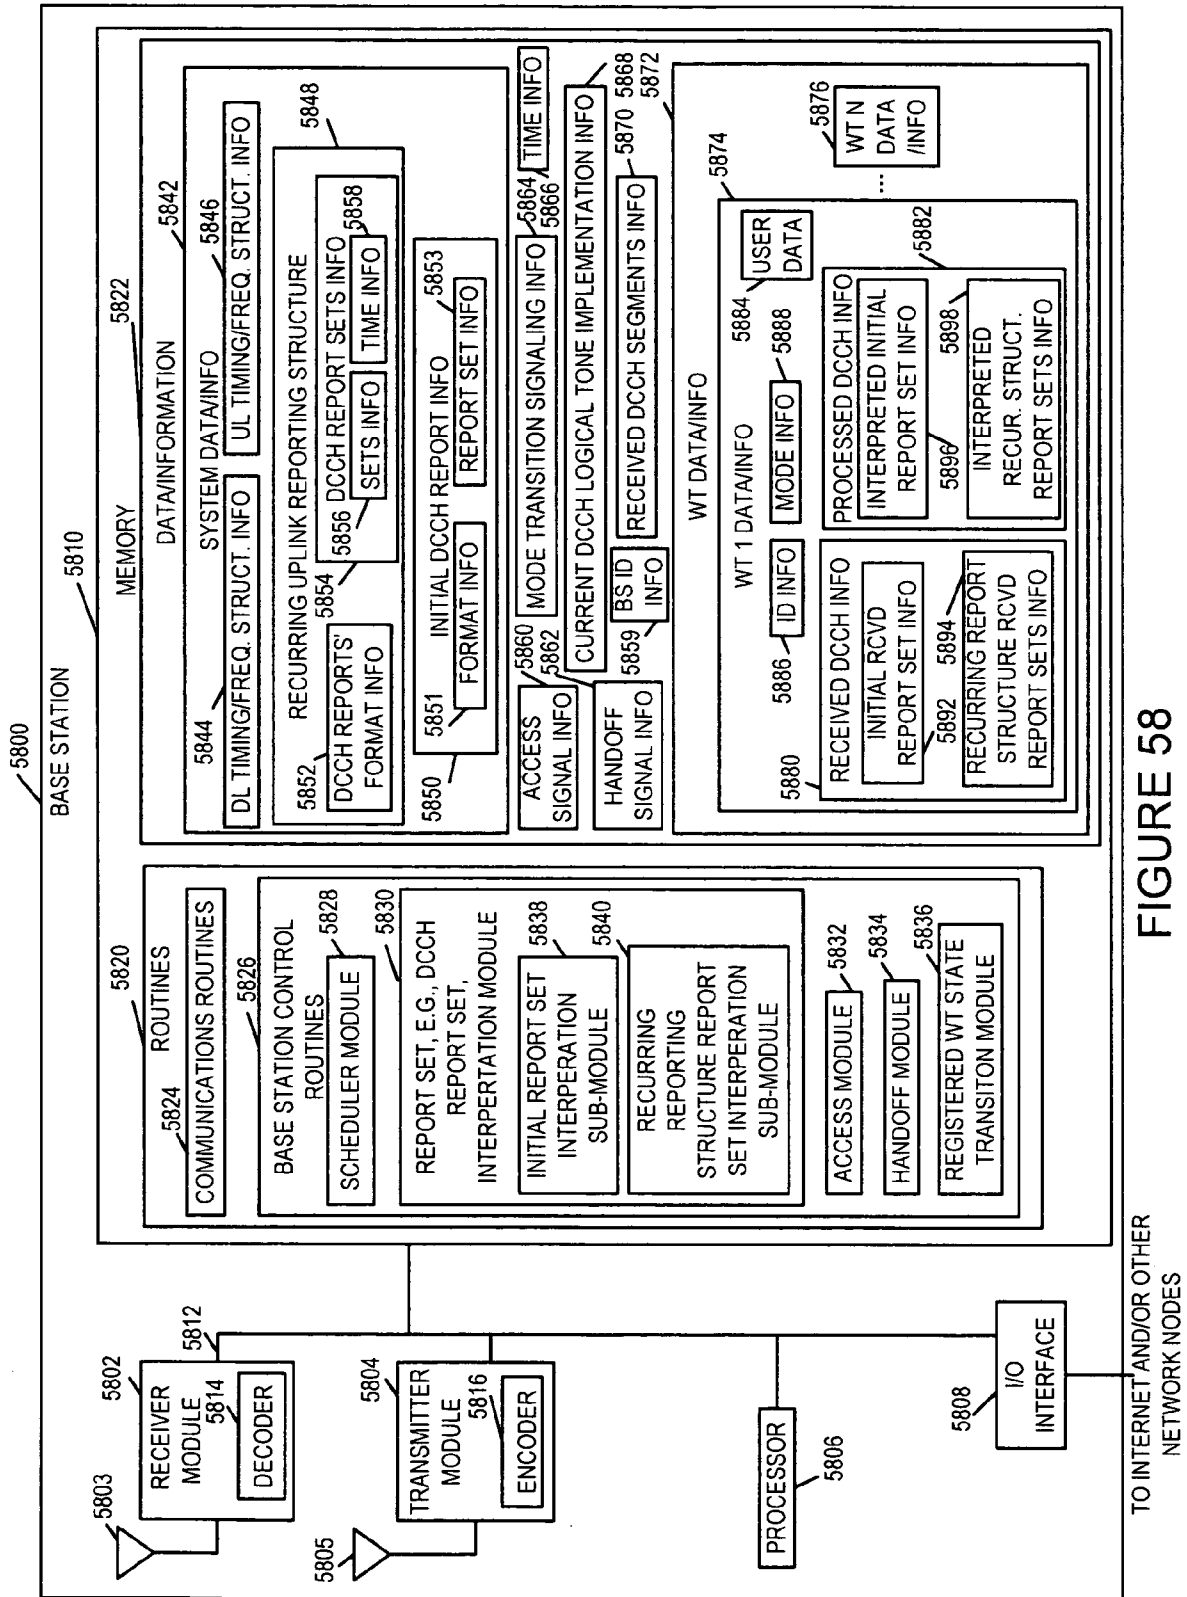 5800
BASE STATION
5803
5802
RECEIVER
MODULE
5814
DECODER
5812
5805
5804
TRANSMITTER
MODULE
5816
ENCODER
PROCESSOR
5806
5808
I/O
INTERFACE
TO INTERNET AND/OR OTHER
NETWORK NODES
5810
MEMORY
5820
ROUTINES
5824
COMMUNICATIONS ROUTINES
5826
BASE STATION CONTROL
ROUTINES
5828
SCHEDULER MODULE
5830
REPORT SET, E.G., DCCH
REPORT SET,
INTERPERTATION MODULE
5838
INITIAL REPORT SET
INTERPERATION
SUB-MODULE
5840
RECURRING
REPORTING
STRUCTURE REPORT
SET INTERPERATION
SUB-MODULE
5832
ACCESS MODULE
5834
HANDOFF MODULE
5836
REGISTERED WT STATE
TRANSITON MODULE
5822
DATA/INFORMATION
5842
SYSTEM DATA/INFO
5844
DL TIMING/FREQ. STRUCT. INFO
5846
UL TIMING/FREQ. STRUCT. INFO
5848
RECURRING UPLINK REPORTING STRUCTURE
5852
DCCH REPORTS'
FORMAT INFO
5854
DCCH REPORT SETS INFO
5856
SETS INFO
5858
TIME INFO
5850
INITIAL DCCH REPORT INFO
5851
FORMAT INFO
5853
REPORT SET INFO
5860
ACCESS
SIGNAL INFO
5862
HANDOFF
SIGNAL INFO
5864
MODE TRANSITION SIGNALING INFO
5866
TIME INFO
5868
CURRENT DCCH LOGICAL TONE IMPLEMENTATION INFO
5859
BS ID
INFO
5870
RECEIVED DCCH SEGMENTS INFO
5872
WT DATA/INFO
5874
WT 1 DATA/INFO
5884
USER
DATA
5886
ID INFO
5888
MODE INFO
5880
RECEIVED DCCH INFO
INITIAL RCVD
REPORT SET INFO
5892
5894
RECURRING REPORT
STRUCTURE RCVD
REPORT SETS INFO
5882
PROCESSED DCCH INFO
INTERPRETED INITIAL
REPORT SET INFO
5896
5898
INTERPRETED
RECUR. STRUCT.
REPORT SETS INFO
...
5876
WT N
DATA
/INFO
FIGURE 58